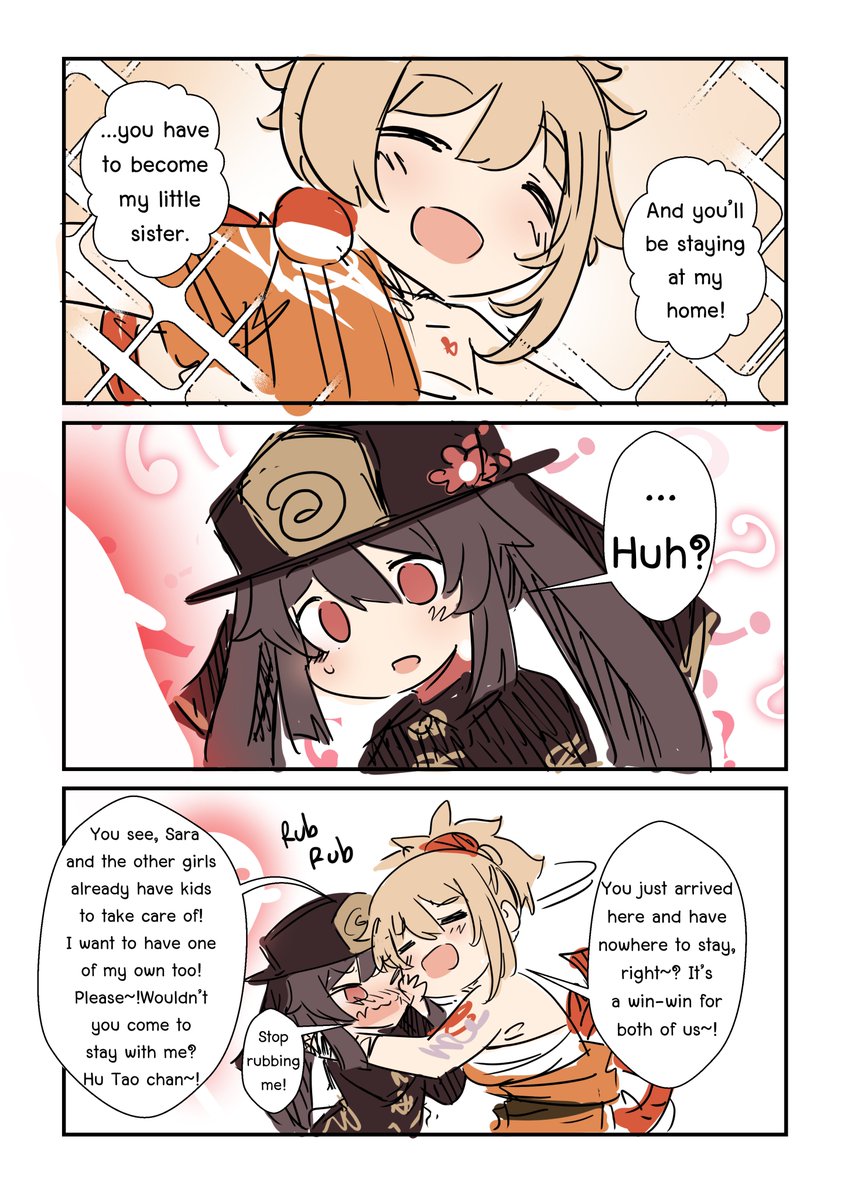 ...you have
to become
my little
sister.
And you'll
be staying
at my
home!
...
Huh?
You see, Sara
and the other girls
already have kids
to take care of!
I want to have one
of my own too!
Please~!Wouldn't
you come to
stay with me?
Hu Tao chan~!
Rub
Rub
Stop
rubbing
me!
You just arrived
here and have
nowhere to stay,
right~? It's
a win-win for
both of us~!